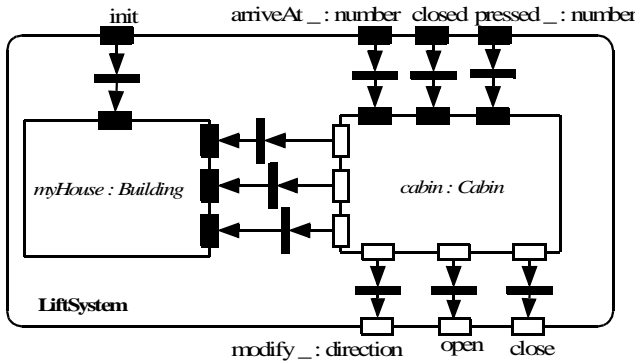 init
arriveAt _ : number closed pressed _ : number
myHouse : Building
cabin : Cabin
LiftSystem
modify _ : direction open close